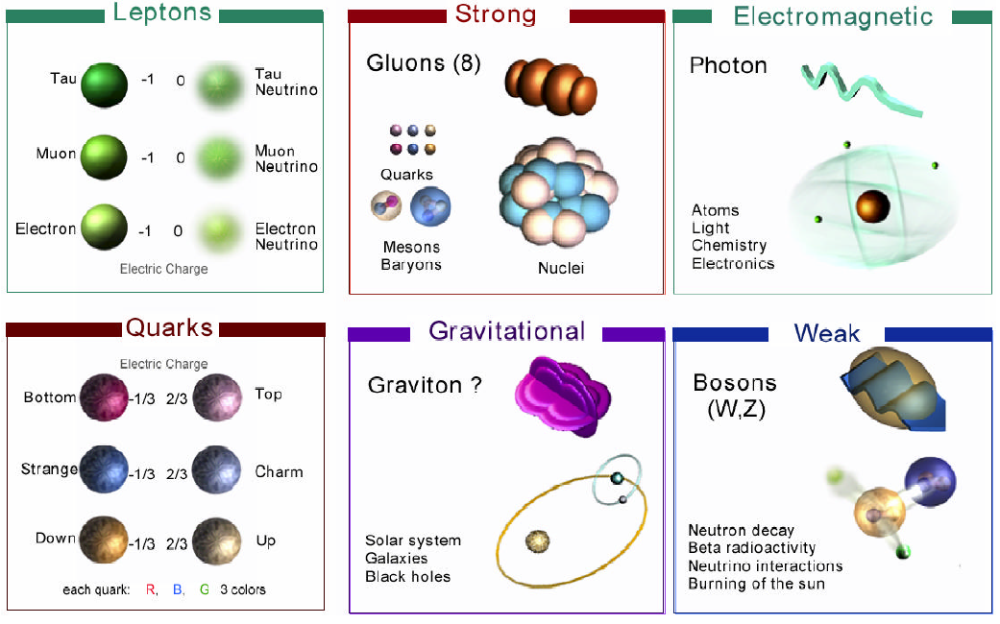 Leptons
Tau -1 0 Tau
Neutrino
Muon -1 0 Muon
Neutrino
Electron -1 0 Electron
Neutrino
Electric Charge
Strong
Gluons (8)
Quarks
Mesons
Baryons
Nuclei
Electromagnetic
Photon
Atoms
Light
Chemistry
Electronics
Quarks
Electric Charge
Bottom -1/3 2/3 Top
Strange -1/3 2/3 Charm
Down -1/3 2/3 Up
each quark: R, B, G 3 colors
Gravitational
Graviton ?
Solar system
Galaxies
Black holes
Weak
Bosons
(W,Z)
Neutron decay
Beta radioactivity
Neutrino interactions
Burning of the sun